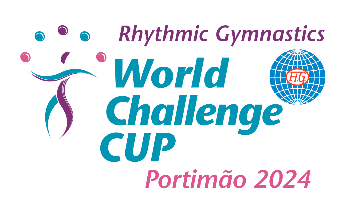 Rhythmic Gymnastics
World
Challenge
CUP
FIG
Portimão 2024